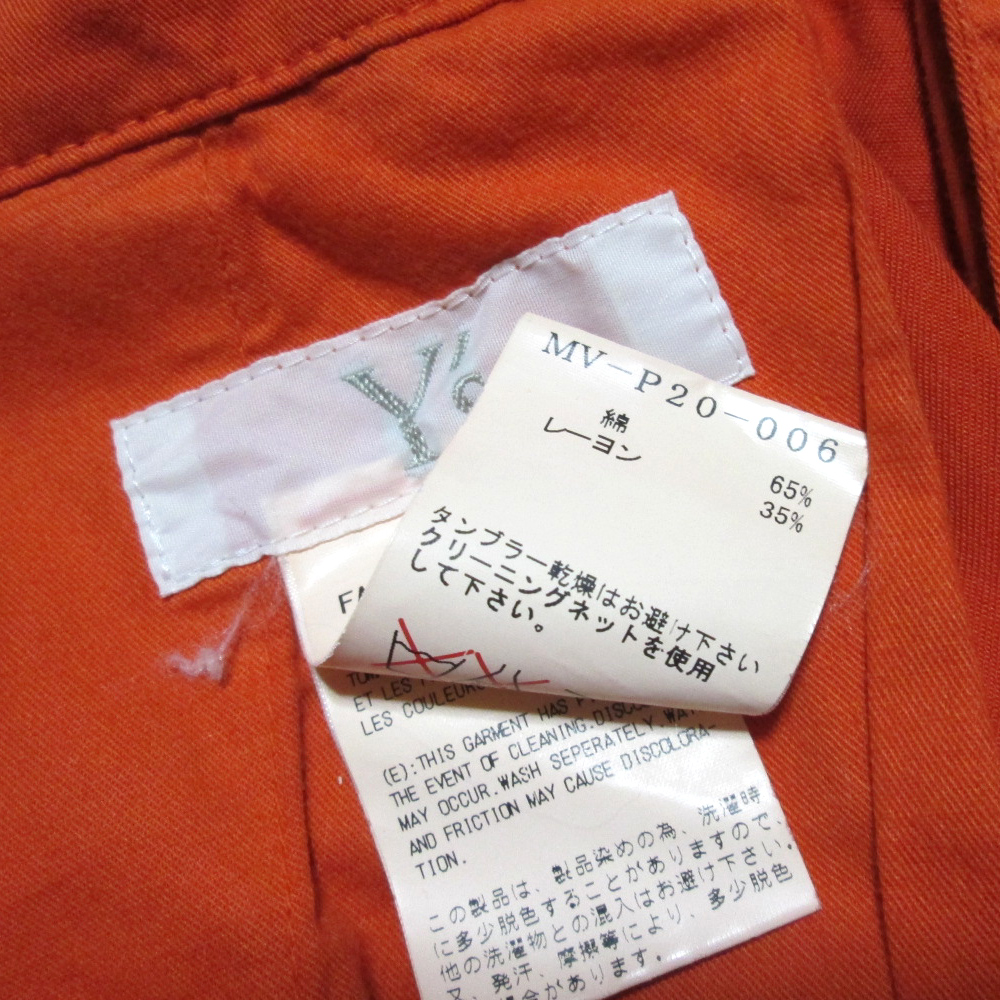 Y's
MV-P20-006
綿 65%
レーヨン 35%
タンブラー乾燥はお避け下さい
クリーニングネットを使用
して下さい。
ET LES
LES COULEURS
(E):THIS GARMENT HAS
THE EVENT OF CLEANING.
MAY OCCUR.WASH SEPERATELY.
AND FRICTION MAY CAUSE DISCOLORA-
TION.
この製品は、製品染めの為、洗濯時
に多少脱色することがありますので、
他の洗濯物との混入はお避け下さい。
又、発汗、摩擦等により、多少脱色
場合があります。